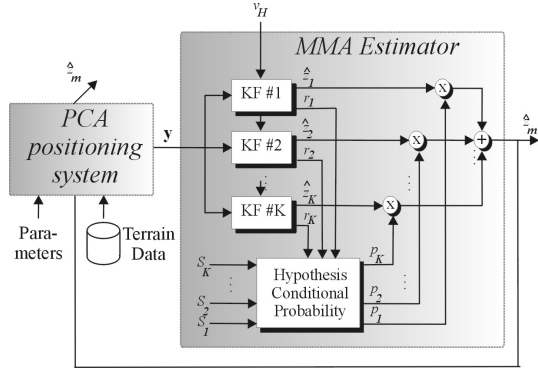 v_H
MMA Estimator
ẑ_m
PCA
positioning
system
y
KF #1
ẑ_1
r_1
x
KF #2
ẑ_2
r_2
x
+
ẑ_m
KF #K
ẑ_K
r_K
x
Para-
meters
Terrain
Data
S_K
S_2
S_1
Hypothesis
Conditional
Probability
p_K
p_2
p_1